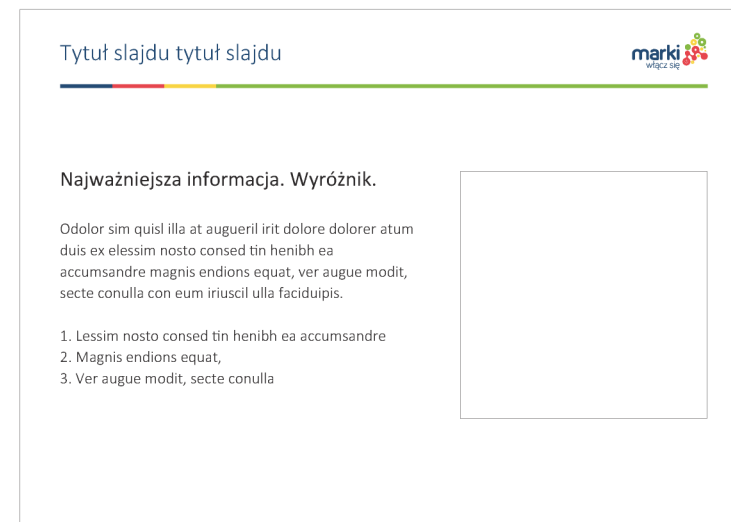 Tytuł slajdu tytuł slajdu
marki
włącz się
Najważniejsza informacja. Wyróżnik.
Odolor sim quisl illa at augueril irit dolore dolorer atum
duis ex elessim nosto consed tin henibh ea
accumsandre magnis endions equat, ver augue modit,
secte conulla con eum iriuscil ulla faciduipis.
1. Lessim nosto consed tin henibh ea accumsandre
2. Magnis endions equat,
3. Ver augue modit, secte conulla